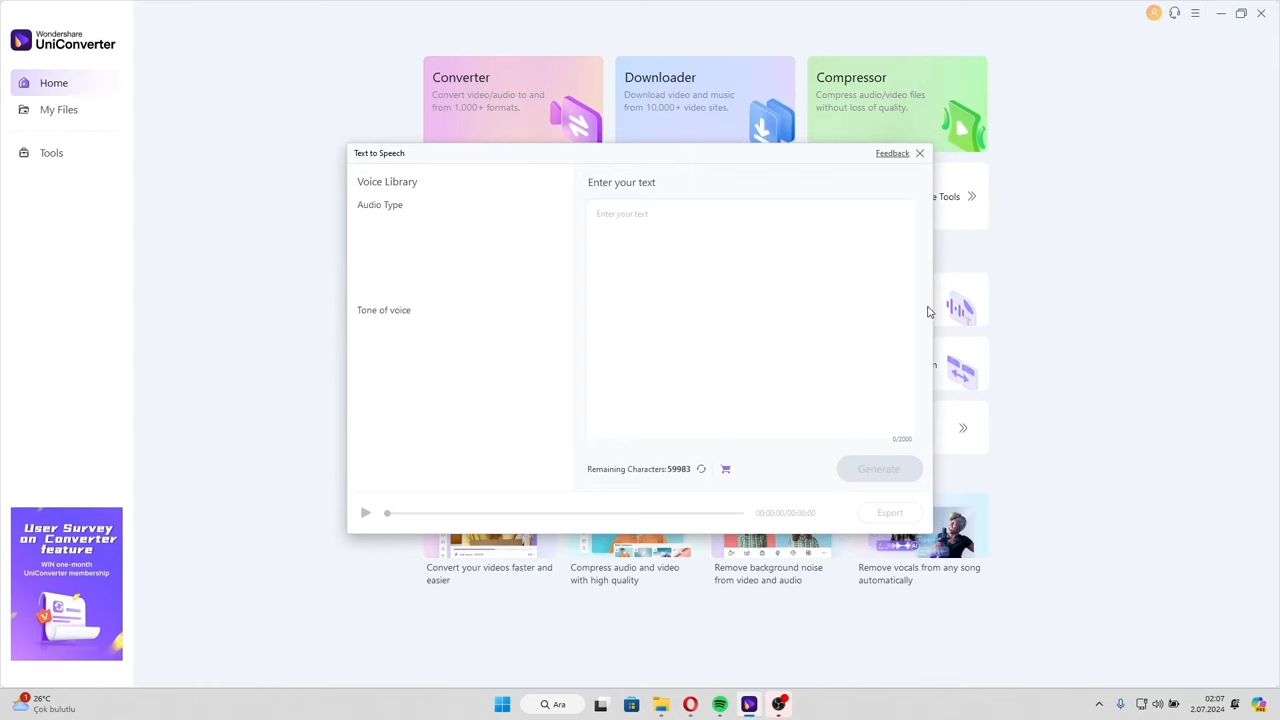 Wondershare
UniConverter
Home
My Files
Tools
Converter
Convert video/audio to and
from 1,000+ formats.
Downloader
Download video and music
from 10,000+ video sites.
Compressor
Compress audio/video files
without loss of quality.
Text to Speech
Feedback
Voice Library
Audio Type
Tone of voice
Enter your text
Enter your text
0/2000
Remaining Characters: 59983
Generate
00:00:00/00:00:00
Export
e Tools
n
Convert your videos faster and
easier
Compress audio and video
with high quality
Remove background noise
from video and audio
Remove vocals from any song
automatically
User Survey
on Converter
feature
WIN one-month
UniConverter membership
1
26°C
Çok bulutlu
Ara
02:07
2.07.2024